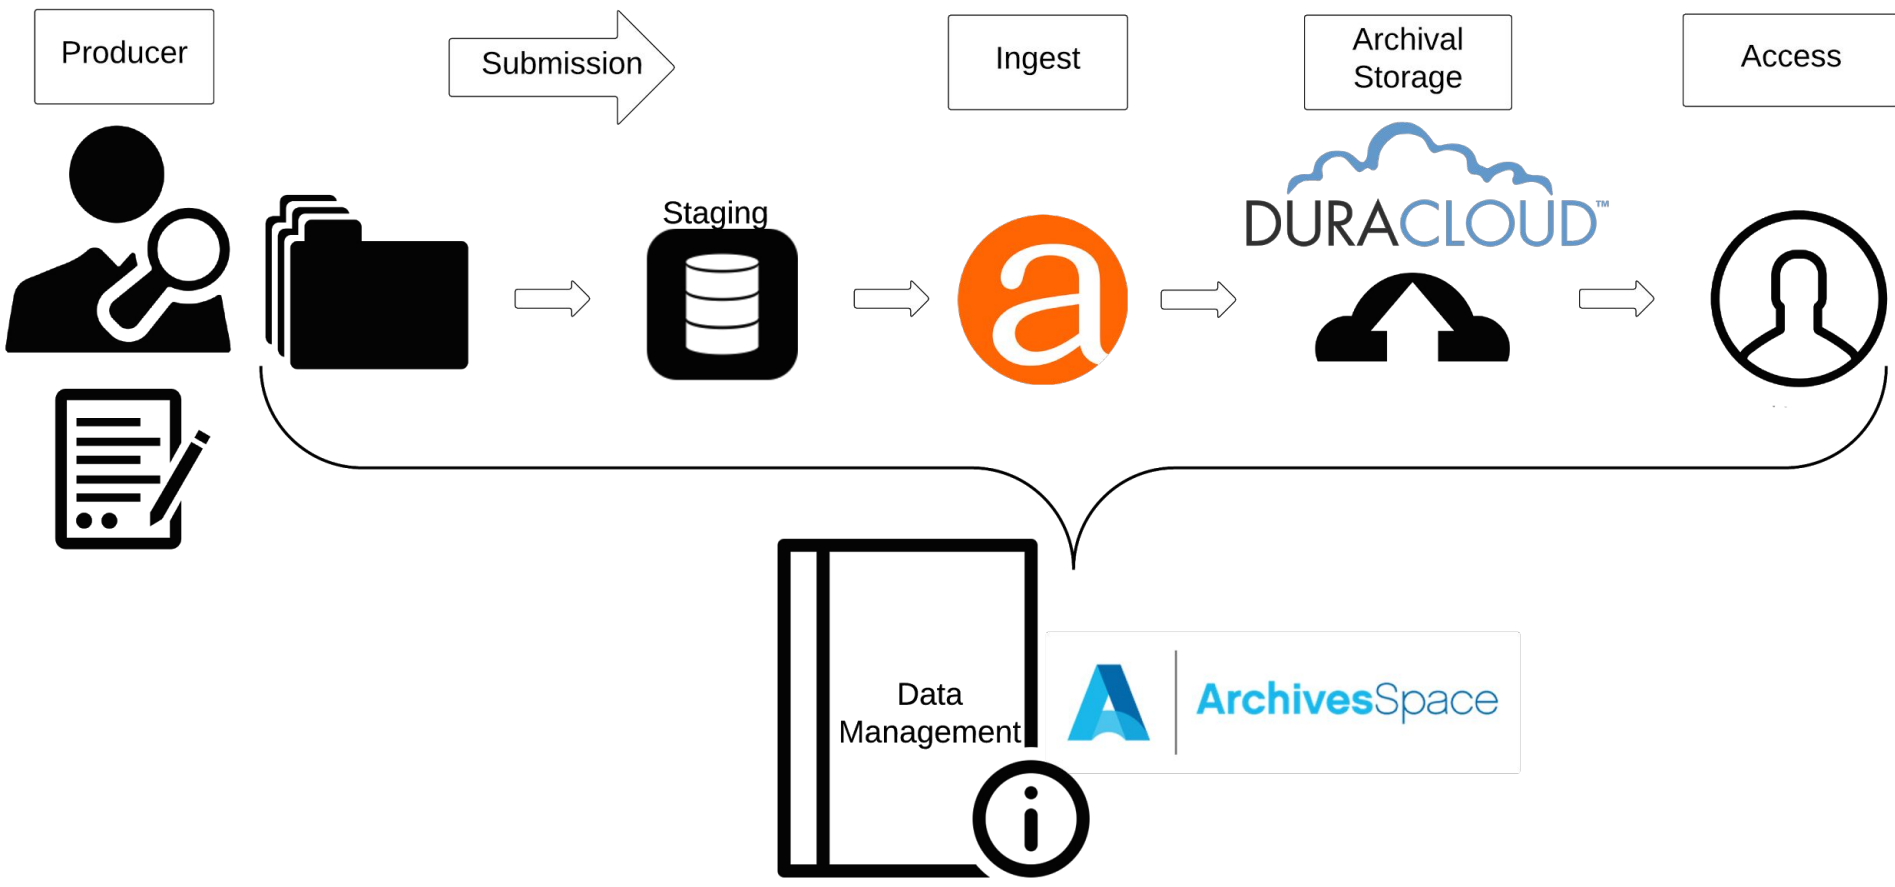 Producer
Submission
Ingest
Archival
Storage
Access
Staging
a
DURACLOUD™
Data
Management
ArchivesSpace